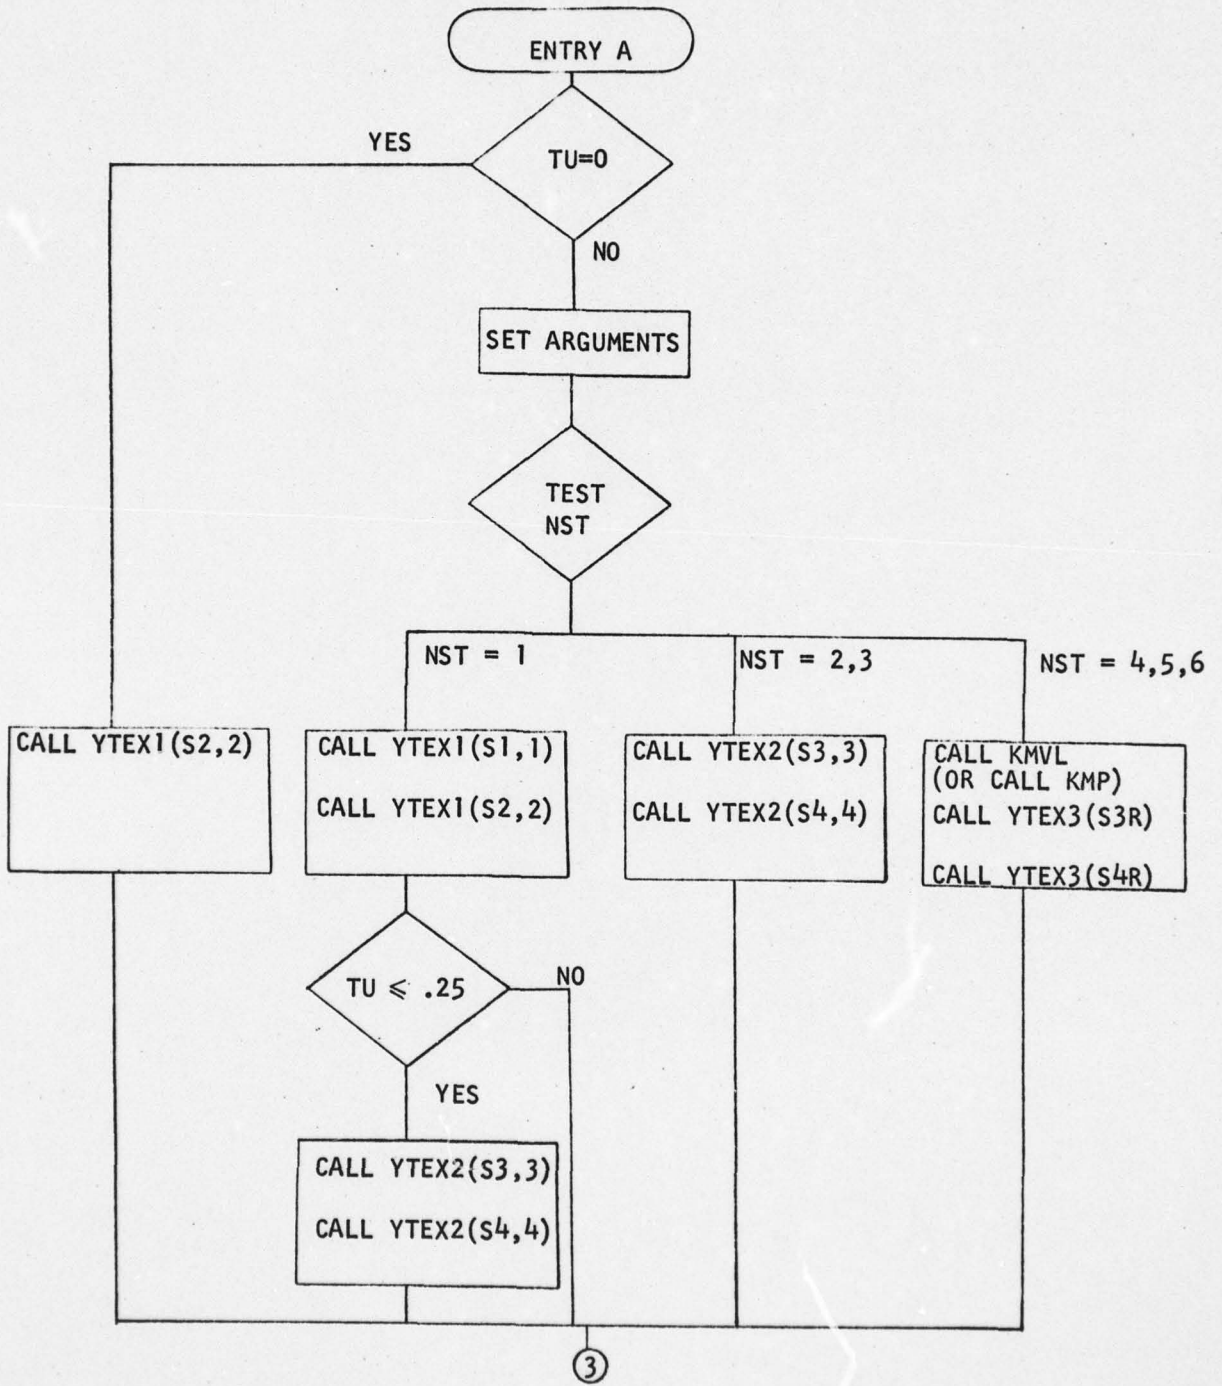 ENTRY A
TU=0
YES
NO
SET ARGUMENTS
TEST
NST
NST = 1
NST = 2,3
NST = 4,5,6
CALL YTEX1(S2,2)
CALL YTEX1(S1,1)
CALL YTEX1(S2,2)
CALL YTEX2(S3,3)
CALL YTEX2(S4,4)
CALL KMVL
(OR CALL KMP)
CALL YTEX3(S3R)
CALL YTEX3(S4R)
TU ⩽ .25
NO
YES
CALL YTEX2(S3,3)
CALL YTEX2(S4,4)
3